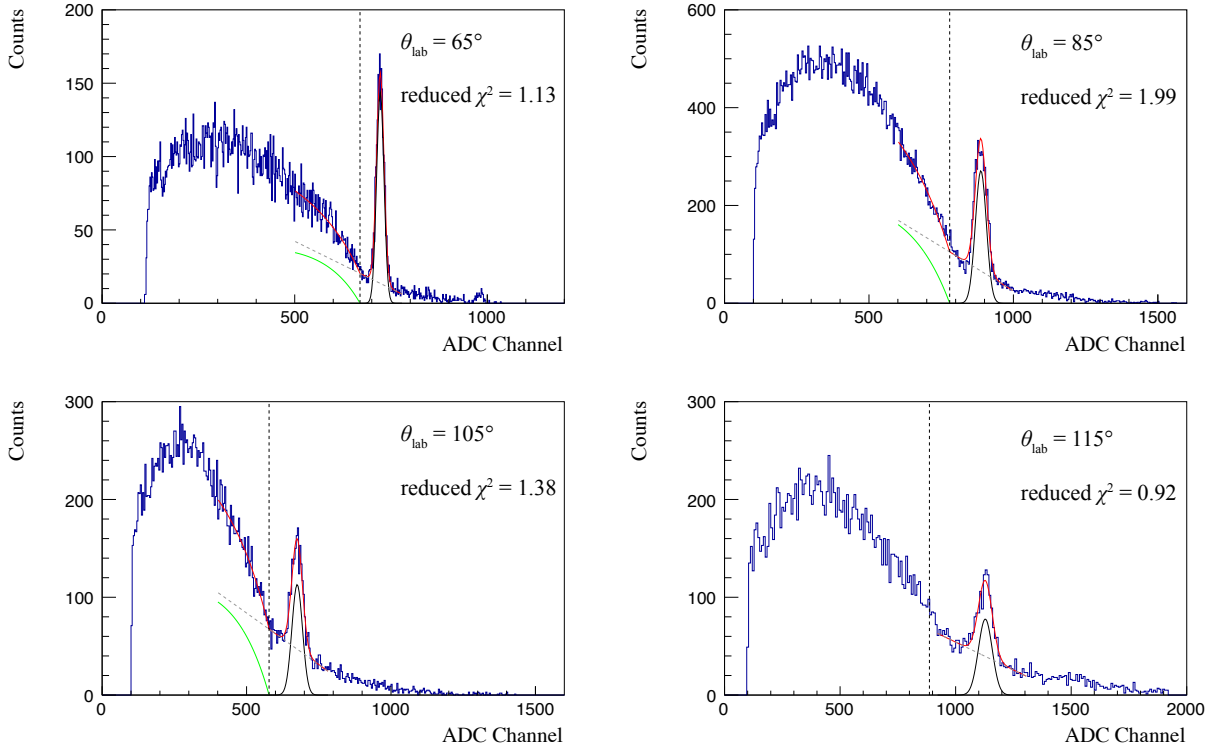 Counts
200
150
100
50
0
0
500
1000
ADC Channel
θlab = 65°
reduced χ² = 1.13
Counts
600
400
200
0
0
500
1000
1500
ADC Channel
θlab = 85°
reduced χ² = 1.99
Counts
300
200
100
0
0
500
1000
1500
ADC Channel
θlab = 105°
reduced χ² = 1.38
Counts
300
200
100
0
0
500
1000
1500
2000
ADC Channel
θlab = 115°
reduced χ² = 0.92